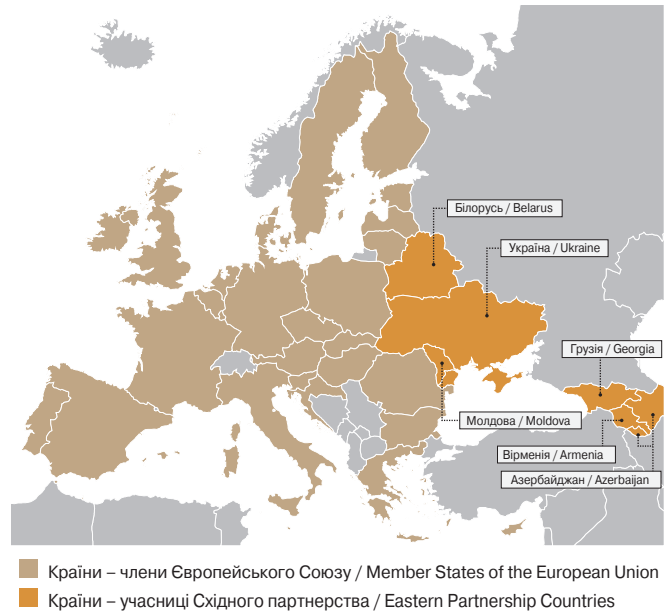 Білорусь / Belarus
Україна / Ukraine
Грузія / Georgia
Молдова / Moldova
Вірменія / Armenia
Азербайджан / Azerbaijan
Країни – члени Європейського Союзу / Member States of the European Union
Країни – учасниці Східного партнерства / Eastern Partnership Countries